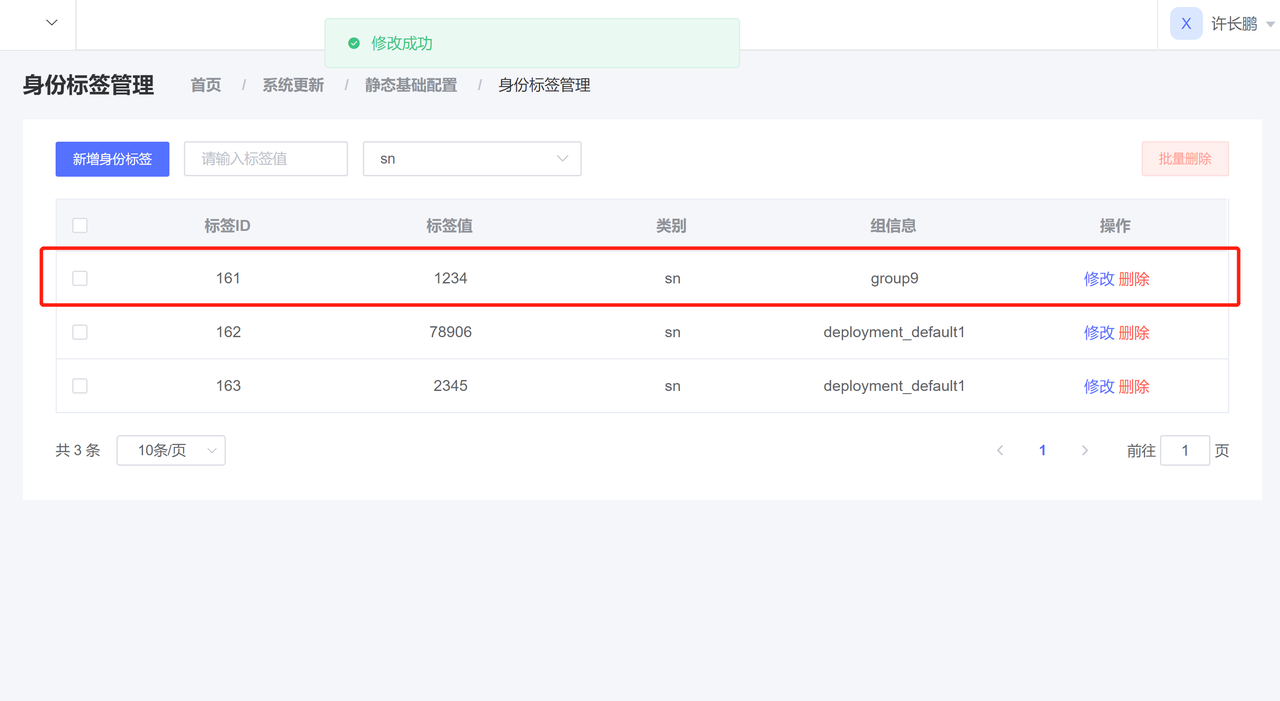 修改成功
X 许长鹏
身份标签管理 首页 / 系统更新 / 静态基础配置 / 身份标签管理
新增身份标签 请输入标签值 sn 批量删除
标签ID 标签值 类别 组信息 操作
161 1234 sn group9 修改 删除
162 78906 sn deployment_default1 修改 删除
163 2345 sn deployment_default1 修改 删除
共 3 条 10条/页 1 前往 1 页